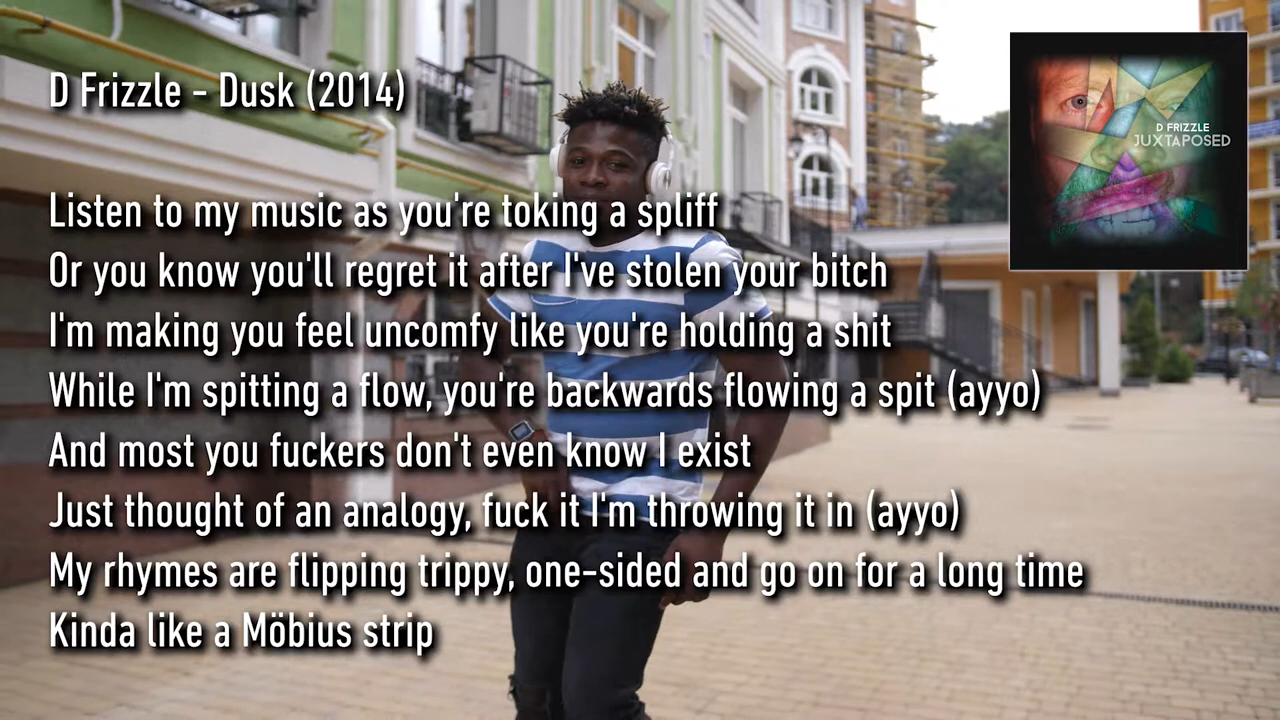 D Frizzle - Dusk (2014)
D FRIZZLE
JUXTAPOSED
Listen to my music as you're toking a spliff
Or you know you'll regret it after I've stolen your bitch
I'm making you feel uncomfy like you're holding a shit
While I'm spitting a flow, you're backwards flowing a spit (ayyo)
And most you fuckers don't even know I exist
Just thought of an analogy, fuck it I'm throwing it in (ayyo)
My rhymes are flipping trippy, one-sided and go on for a long time
Kinda like a Möbius strip